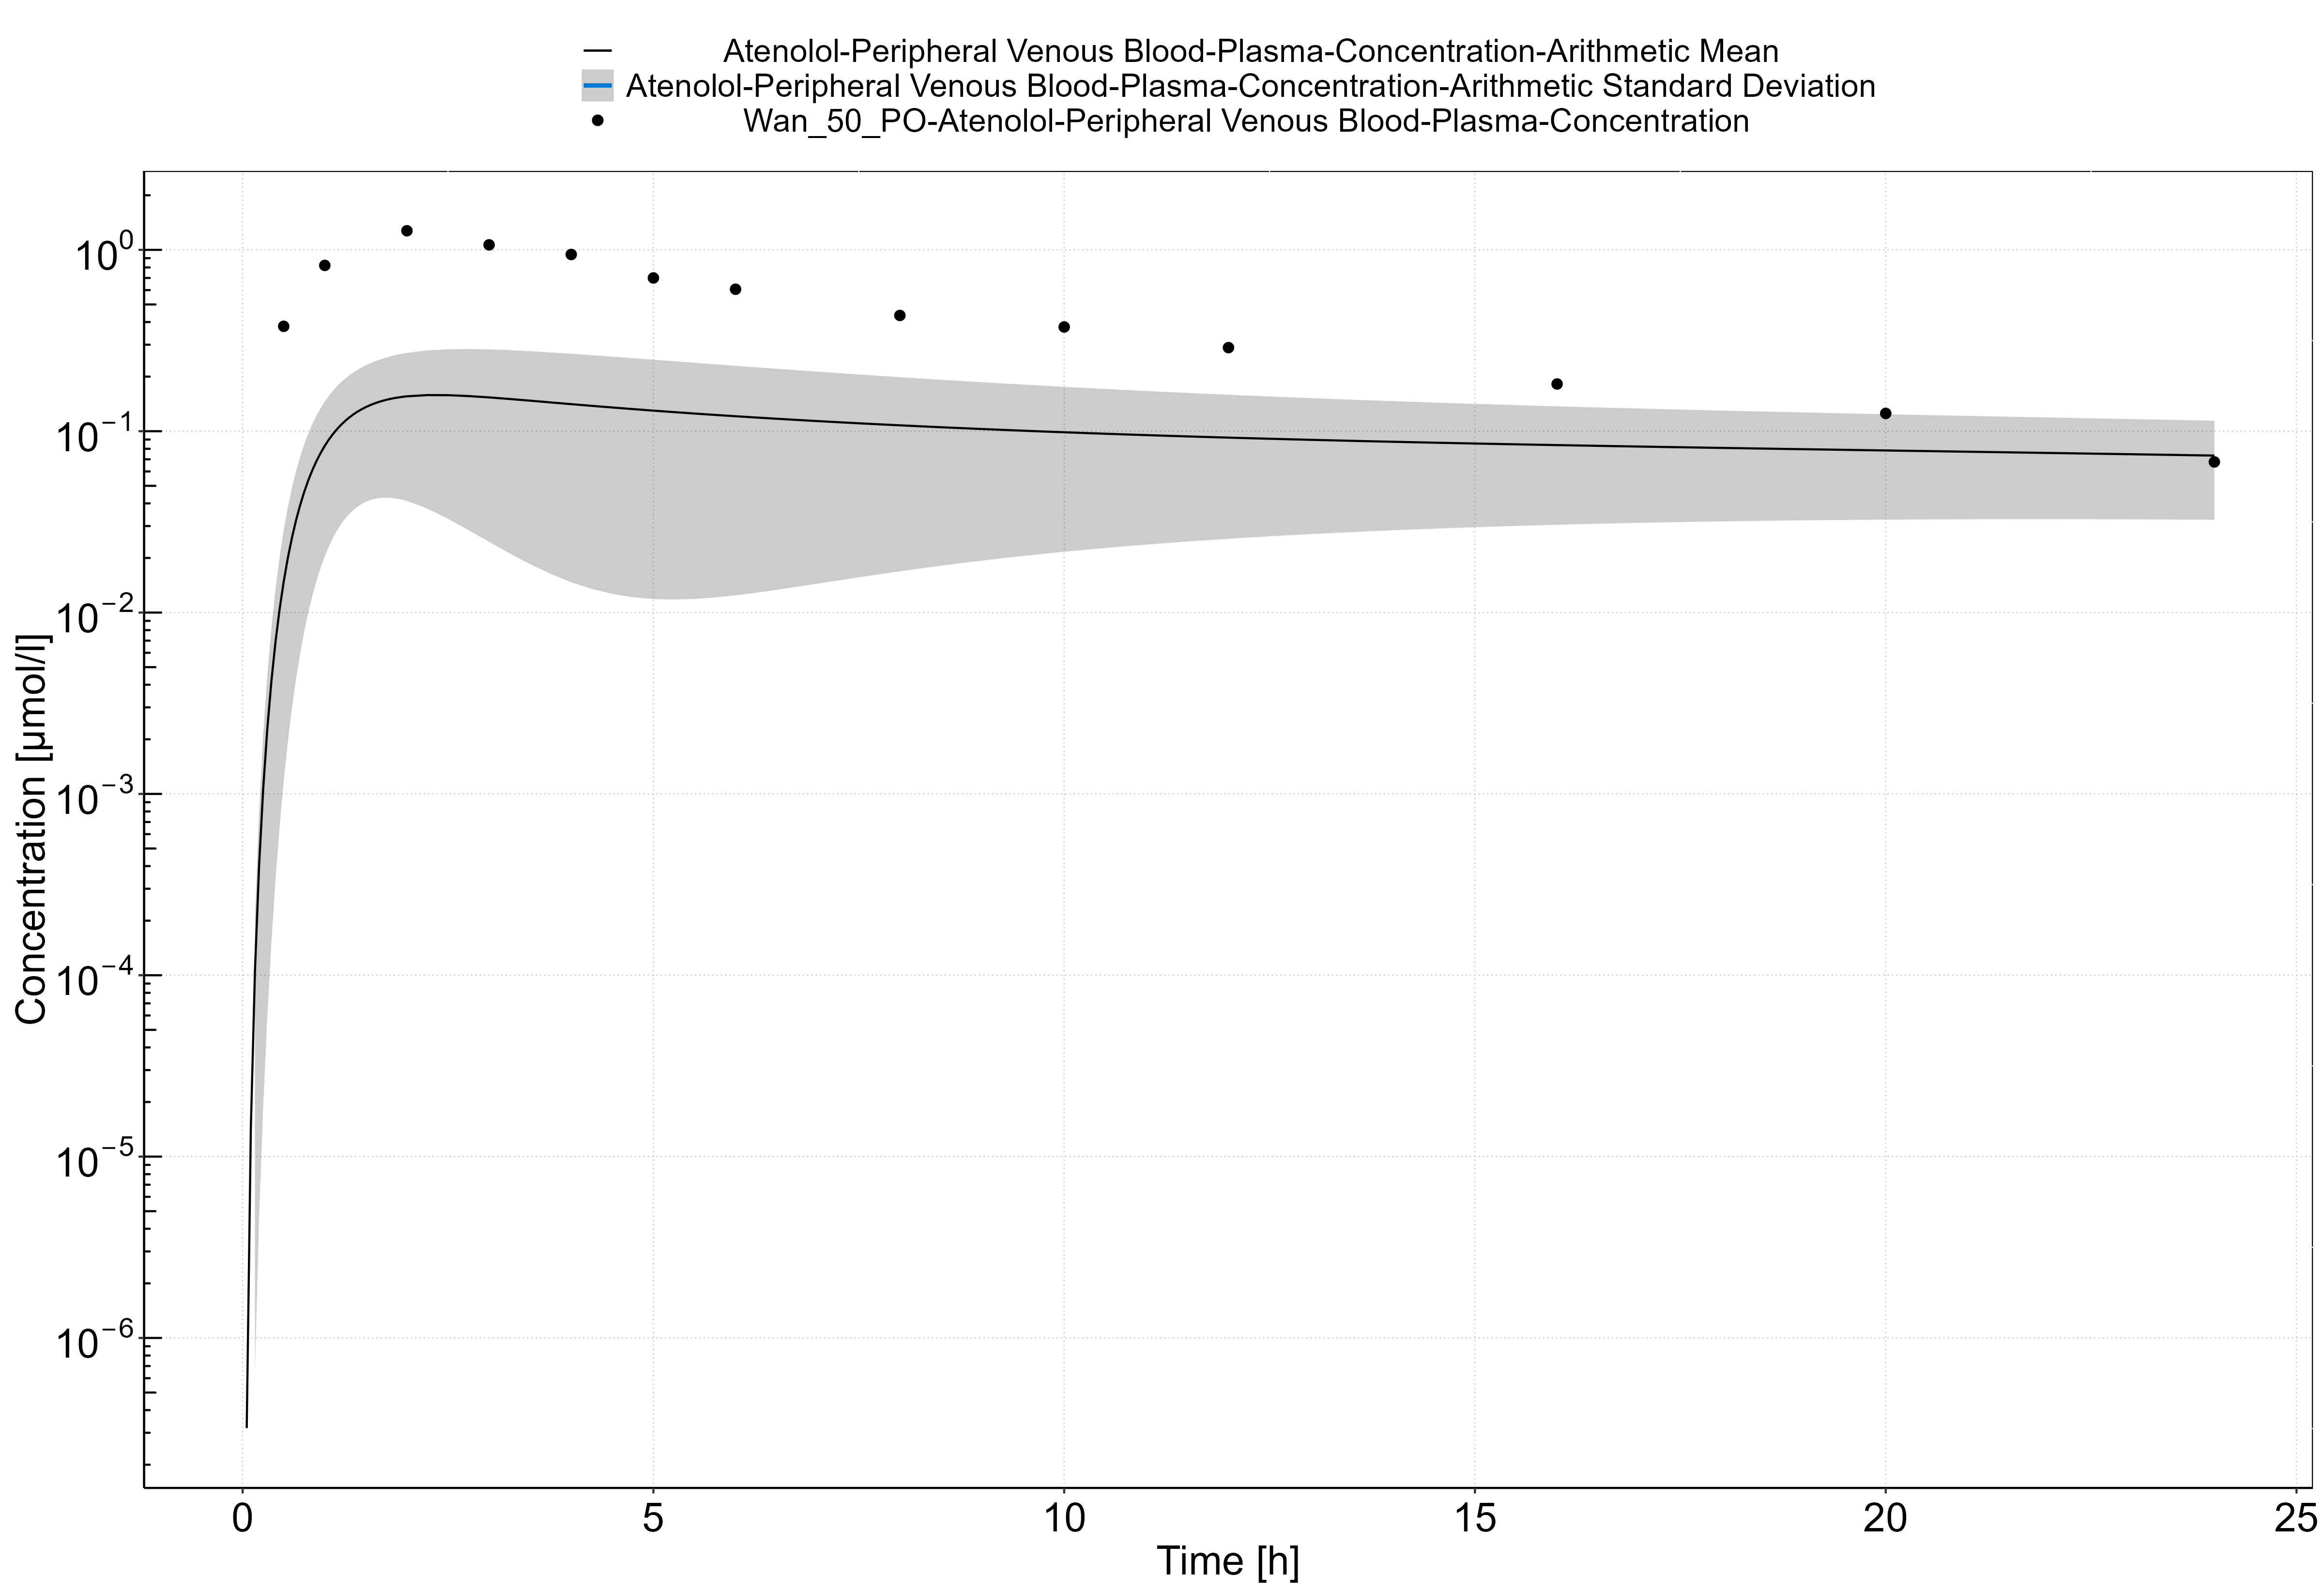 Atenolol-Peripheral Venous Blood-Plasma-Concentration-Arithmetic Mean
Atenolol-Peripheral Venous Blood-Plasma-Concentration-Arithmetic Standard Deviation
Wan_50_PO-Atenolol-Peripheral Venous Blood-Plasma-Concentration
10⁰
10⁻¹
10⁻²
10⁻³
10⁻⁴
10⁻⁵
10⁻⁶
Concentration [µmol/l]
0 5 10 15 20 25
Time [h]